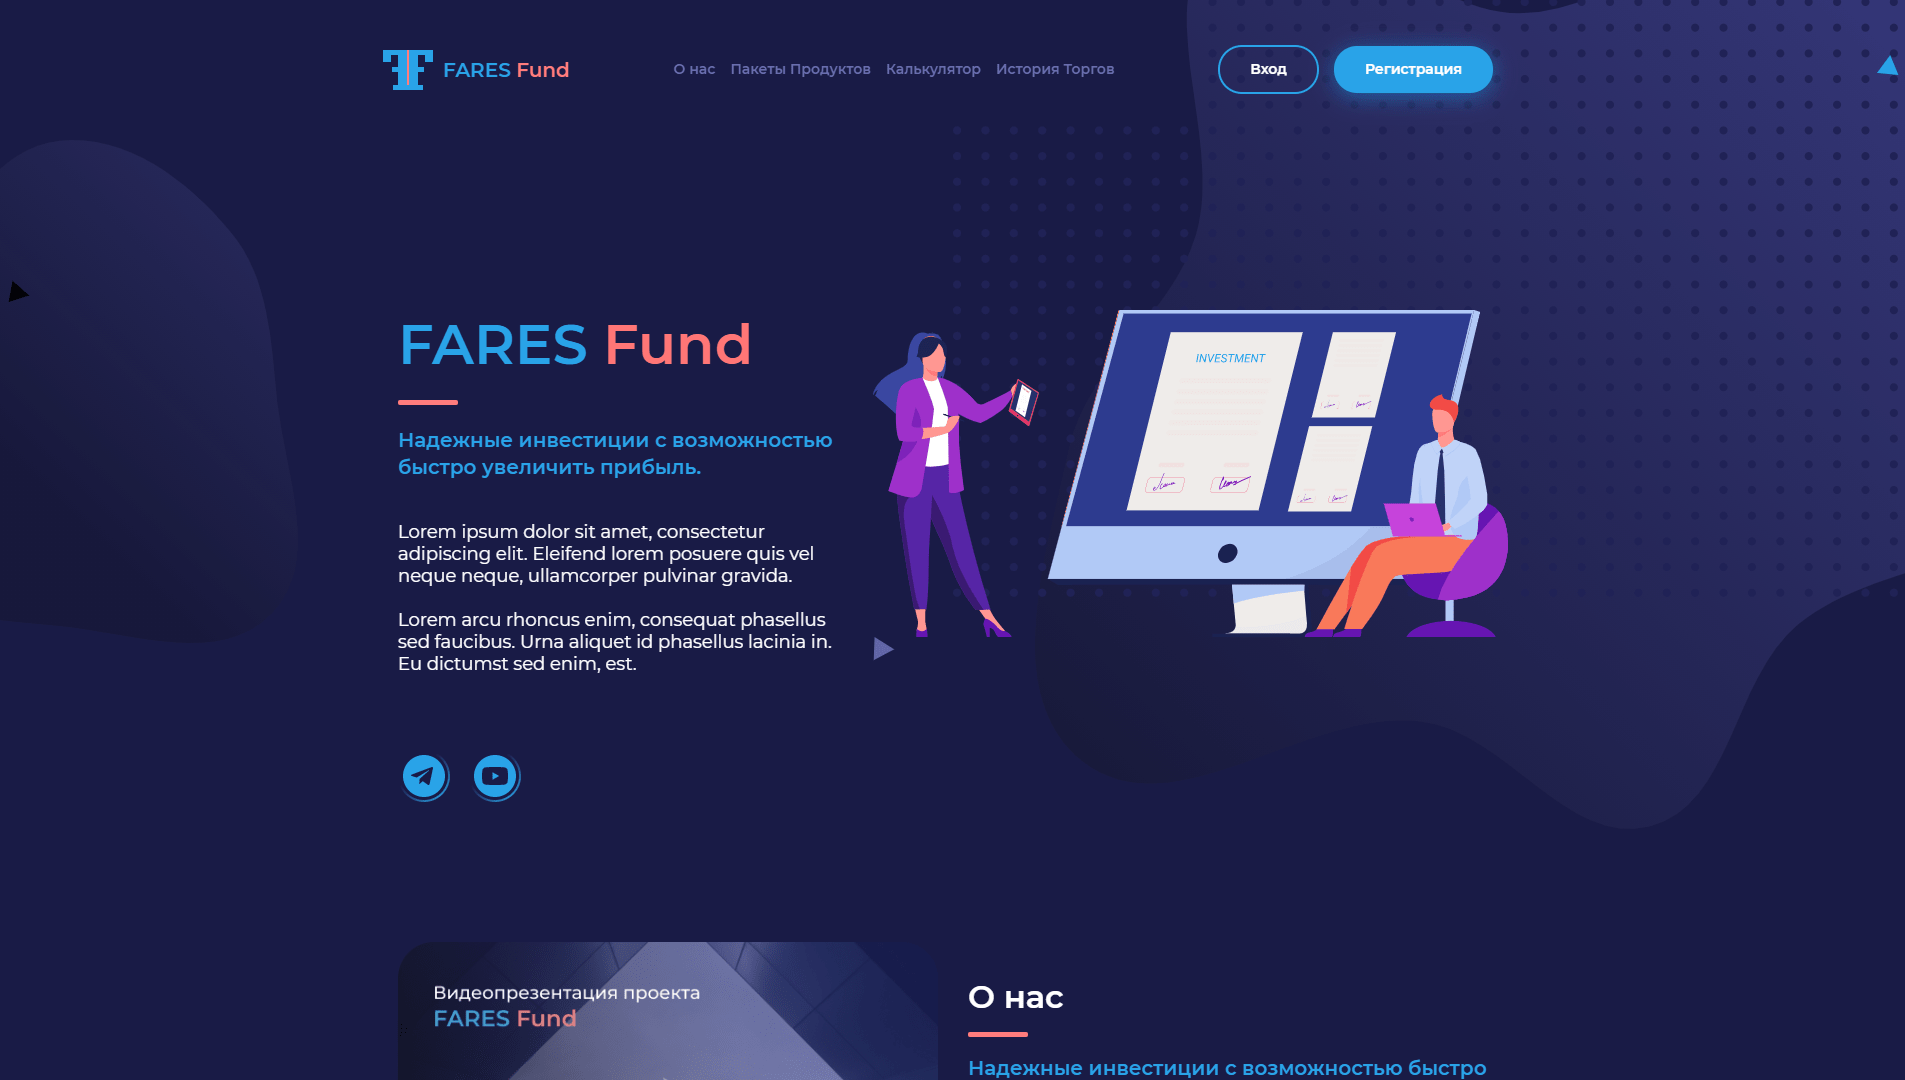 FARES Fund
О нас
Пакеты Продуктов
Калькулятор
История Торгов
Вход
Регистрация
FARES Fund
Надежные инвестиции с возможностью
быстро увеличить прибыль.
Lorem ipsum dolor sit amet, consectetur
adipiscing elit. Eleifend lorem posuere quis vel
neque neque, ullamcorper pulvinar gravida.
Lorem arcu rhoncus enim, consequat phasellus
sed faucibus. Urna aliquet id phasellus lacinia in.
Eu dictumst sed enim, est.
INVESTMENT
Видеопрезентация проекта
FARES Fund
О нас
Надежные инвестиции с возможностью быстро